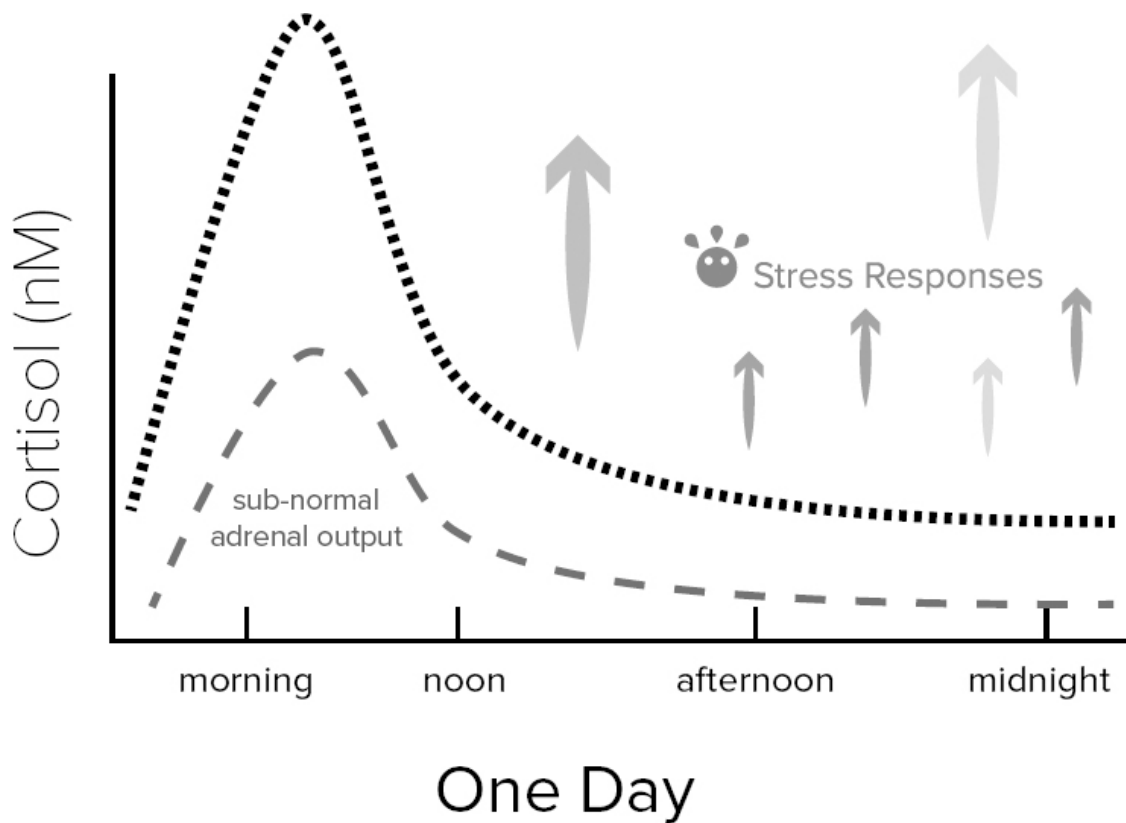 Cortisol (nM)
Stress Responses
sub-normal
adrenal output
morning
noon
afternoon
midnight
One Day